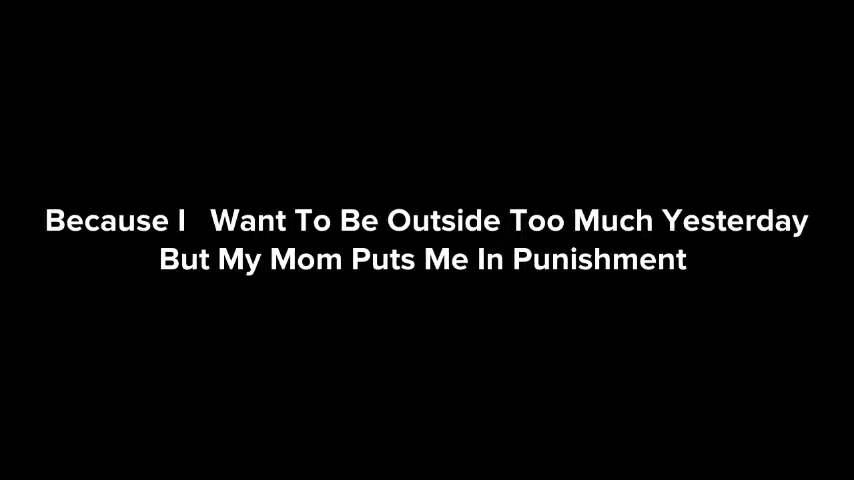 Because I   Want To Be Outside Too Much Yesterday
But My Mom Puts Me In Punishment